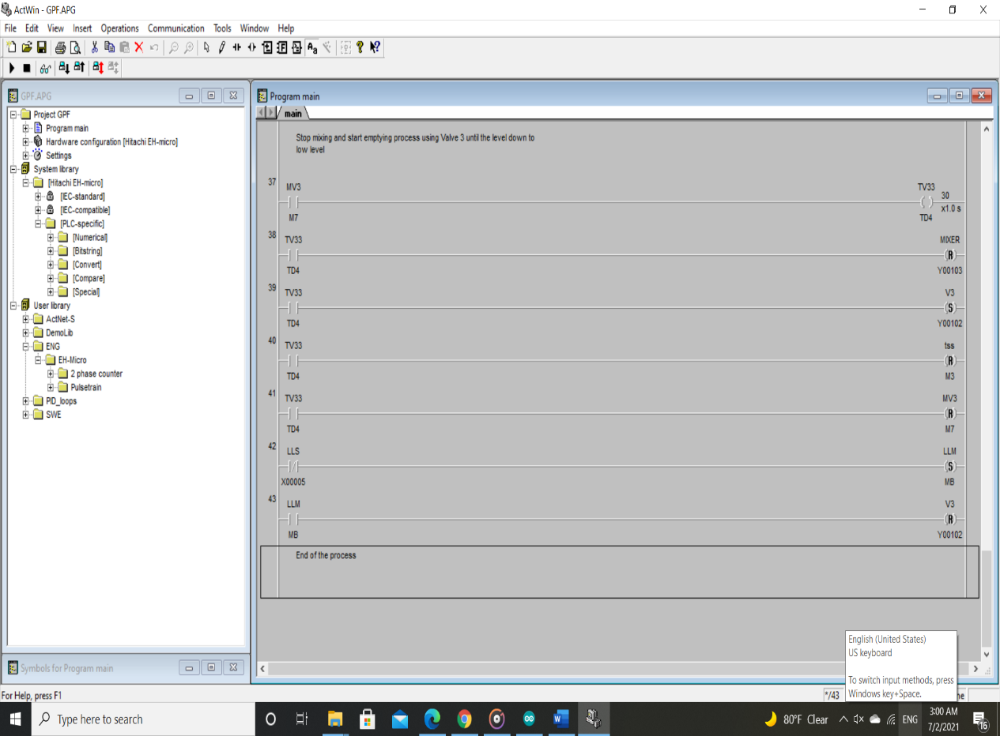 ActWin - GPF.APG
File Edit View Insert Operations Communication Tools Window Help
GPF.APG
Project GPF
Program main
Hardware configuration [Hitachi EH-micro]
Settings
System library
[Hitachi EH-micro]
[IEC-standard]
[IEC-compatible]
[PLC-specific]
[Numerical]
[Bitstring]
[Convert]
[Compare]
[Special]
User library
ActNet-S
DemoLib
ENG
EH-Micro
2 phase counter
Pulsetrain
PID_loops
SWE
Symbols for Program main
Program main
main
Stop mixing and start emptying process using Valve 3 until the level down to
low level
37
MV3 TV33
30
x1.0 s
M7 TD4
38
TV33 MIXER
R
TD4 Y00103
39
TV33 V3
S
TD4 Y00102
40
TV33 tss
R
TD4 M3
41
TV33 MV3
R
TD4 M7
42
LLS LLM
S
X00005 MB
43
LLM V3
R
MB Y00102
End of the process
English (United States)
US keyboard
To switch input methods, press
Windows key+Space.
For Help, press F1
*/43
Type here to search
80°F Clear
ENG
3:00 AM
7/2/2021
16